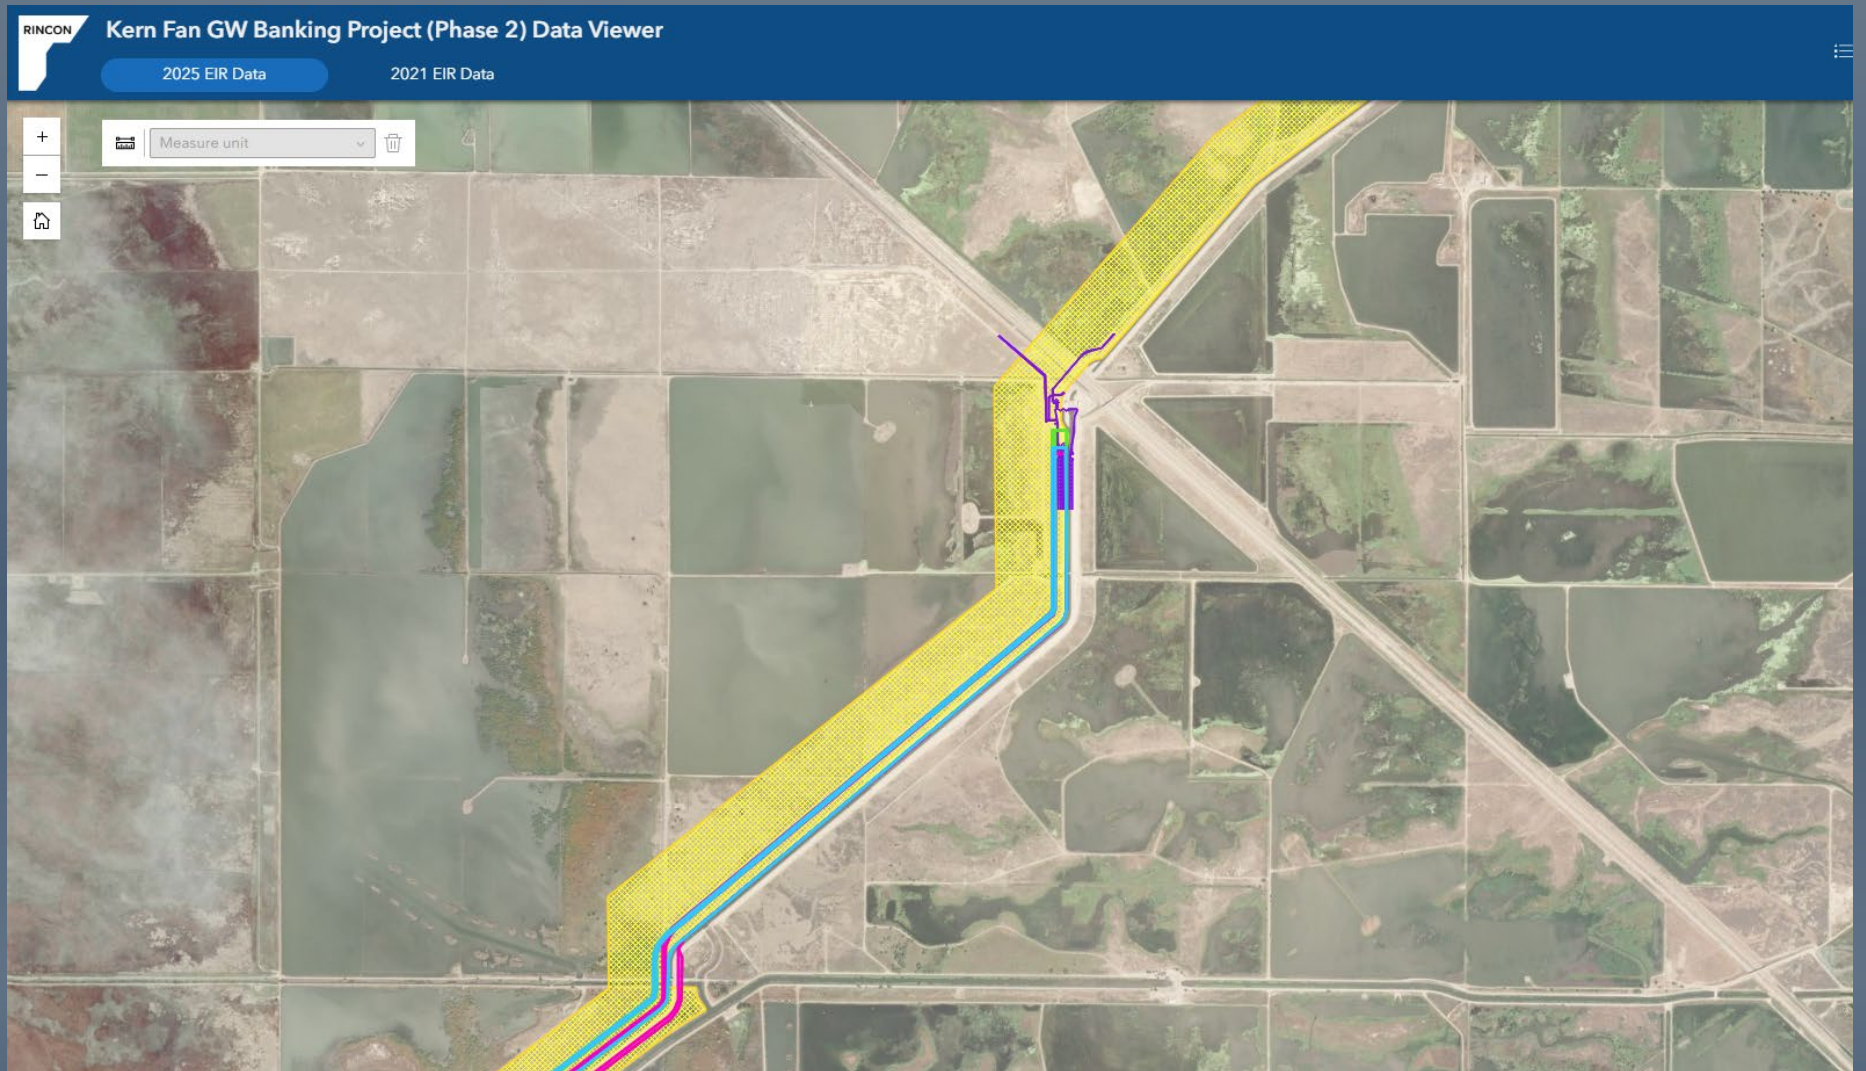 RINCON
Kern Fan GW Banking Project (Phase 2) Data Viewer
2025 EIR Data
2021 EIR Data
+
Measure unit
−